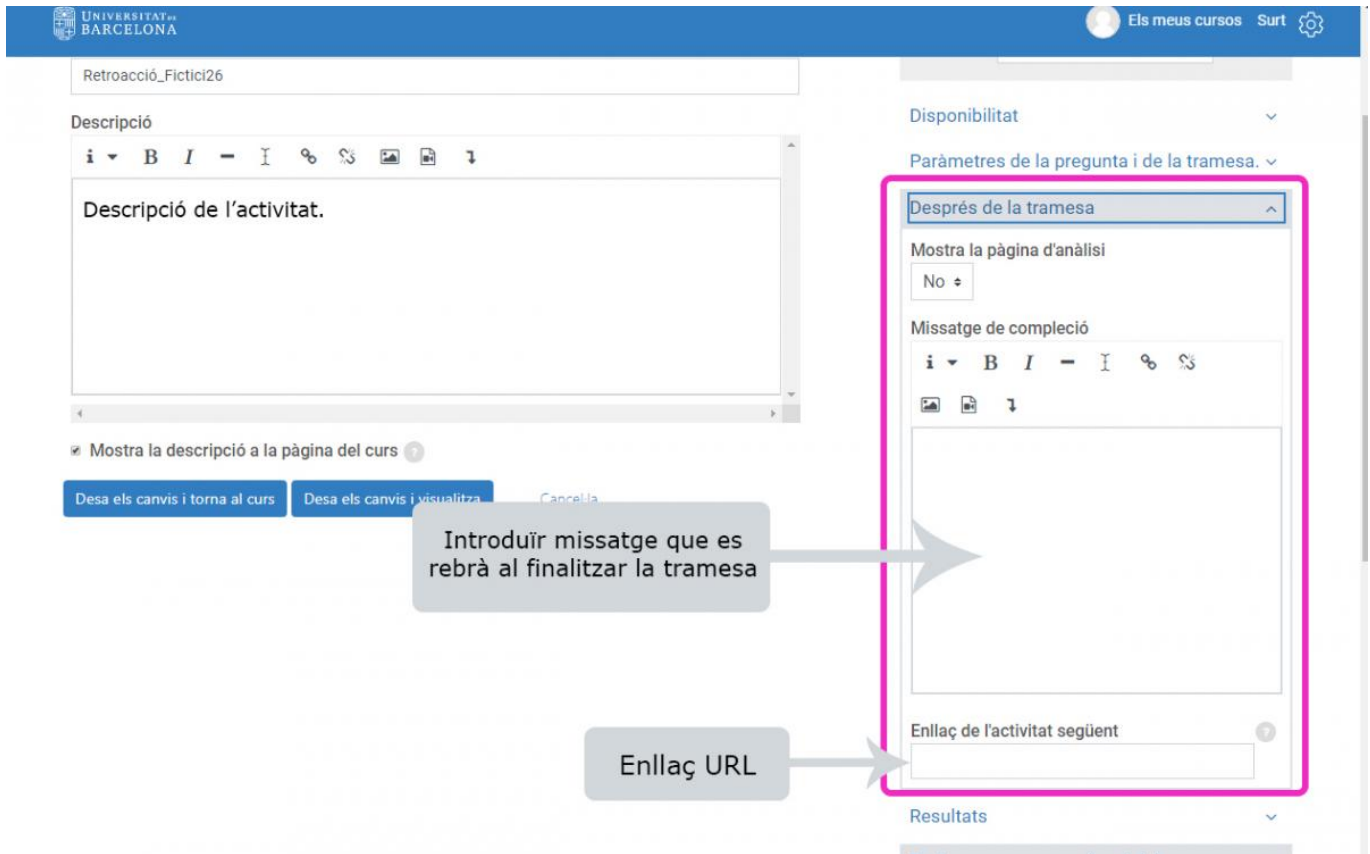 UNIVERSITAT DE
BARCELONA
Els meus cursos Surt
Retroacció_Fictici26
Descripció
i B I
Descripció de l'activitat.
Mostra la descripció a la pàgina del curs ?
Desa els canvis i torna al curs Desa els canvis i visualitza Cancel·la
Introduïr missatge que es
rebrà al finalitzar la tramesa
Enllaç URL
Disponibilitat
Paràmetres de la pregunta i de la tramesa.
Després de la tramesa
Mostra la pàgina d'anàlisi
No
Missatge de compleció
i B I
Enllaç de l'activitat següent ?
Resultats